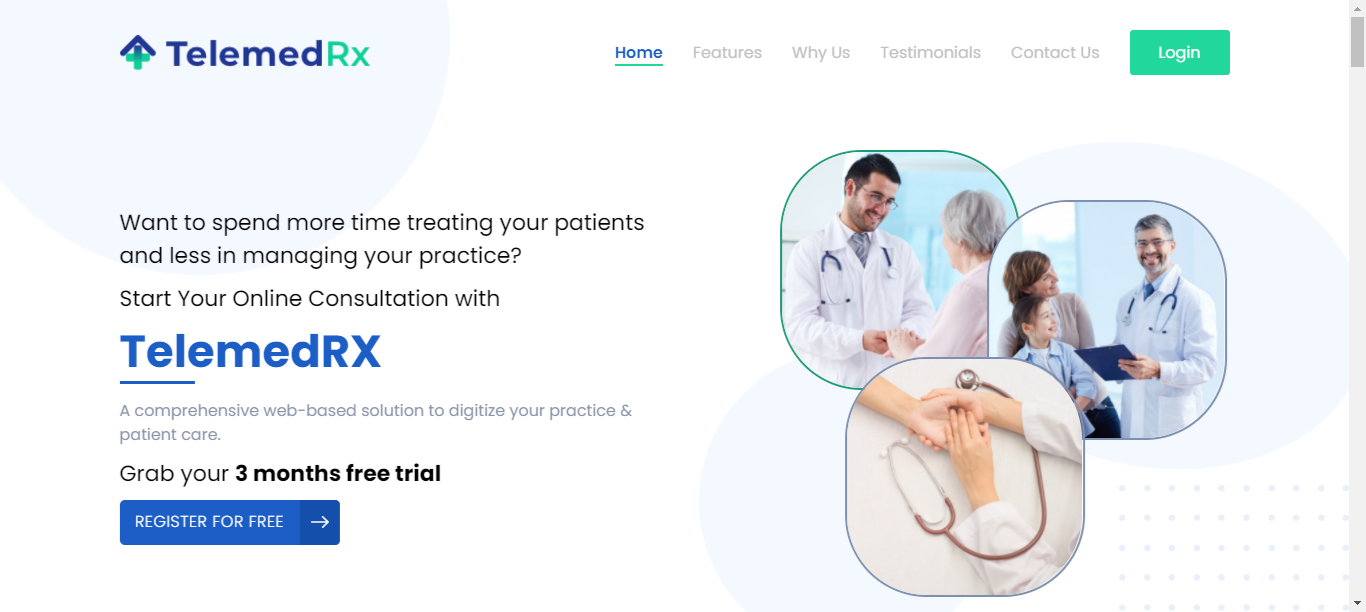 TelemedRx
Home
Features
Why Us
Testimonials
Contact Us
Login
Want to spend more time treating your patients
and less in managing your practice?
Start Your Online Consultation with
TelemedRX
A comprehensive web-based solution to digitize your practice &
patient care.
Grab your 3 months free trial
REGISTER FOR FREE